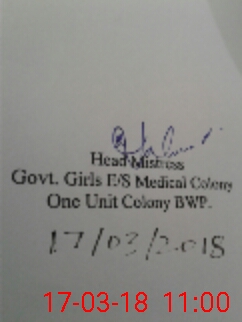 Head Mistress
Govt. Girls E/S Medical Colony
One Unit Colony BWP.
17/03/2018
17-03-18 11:00